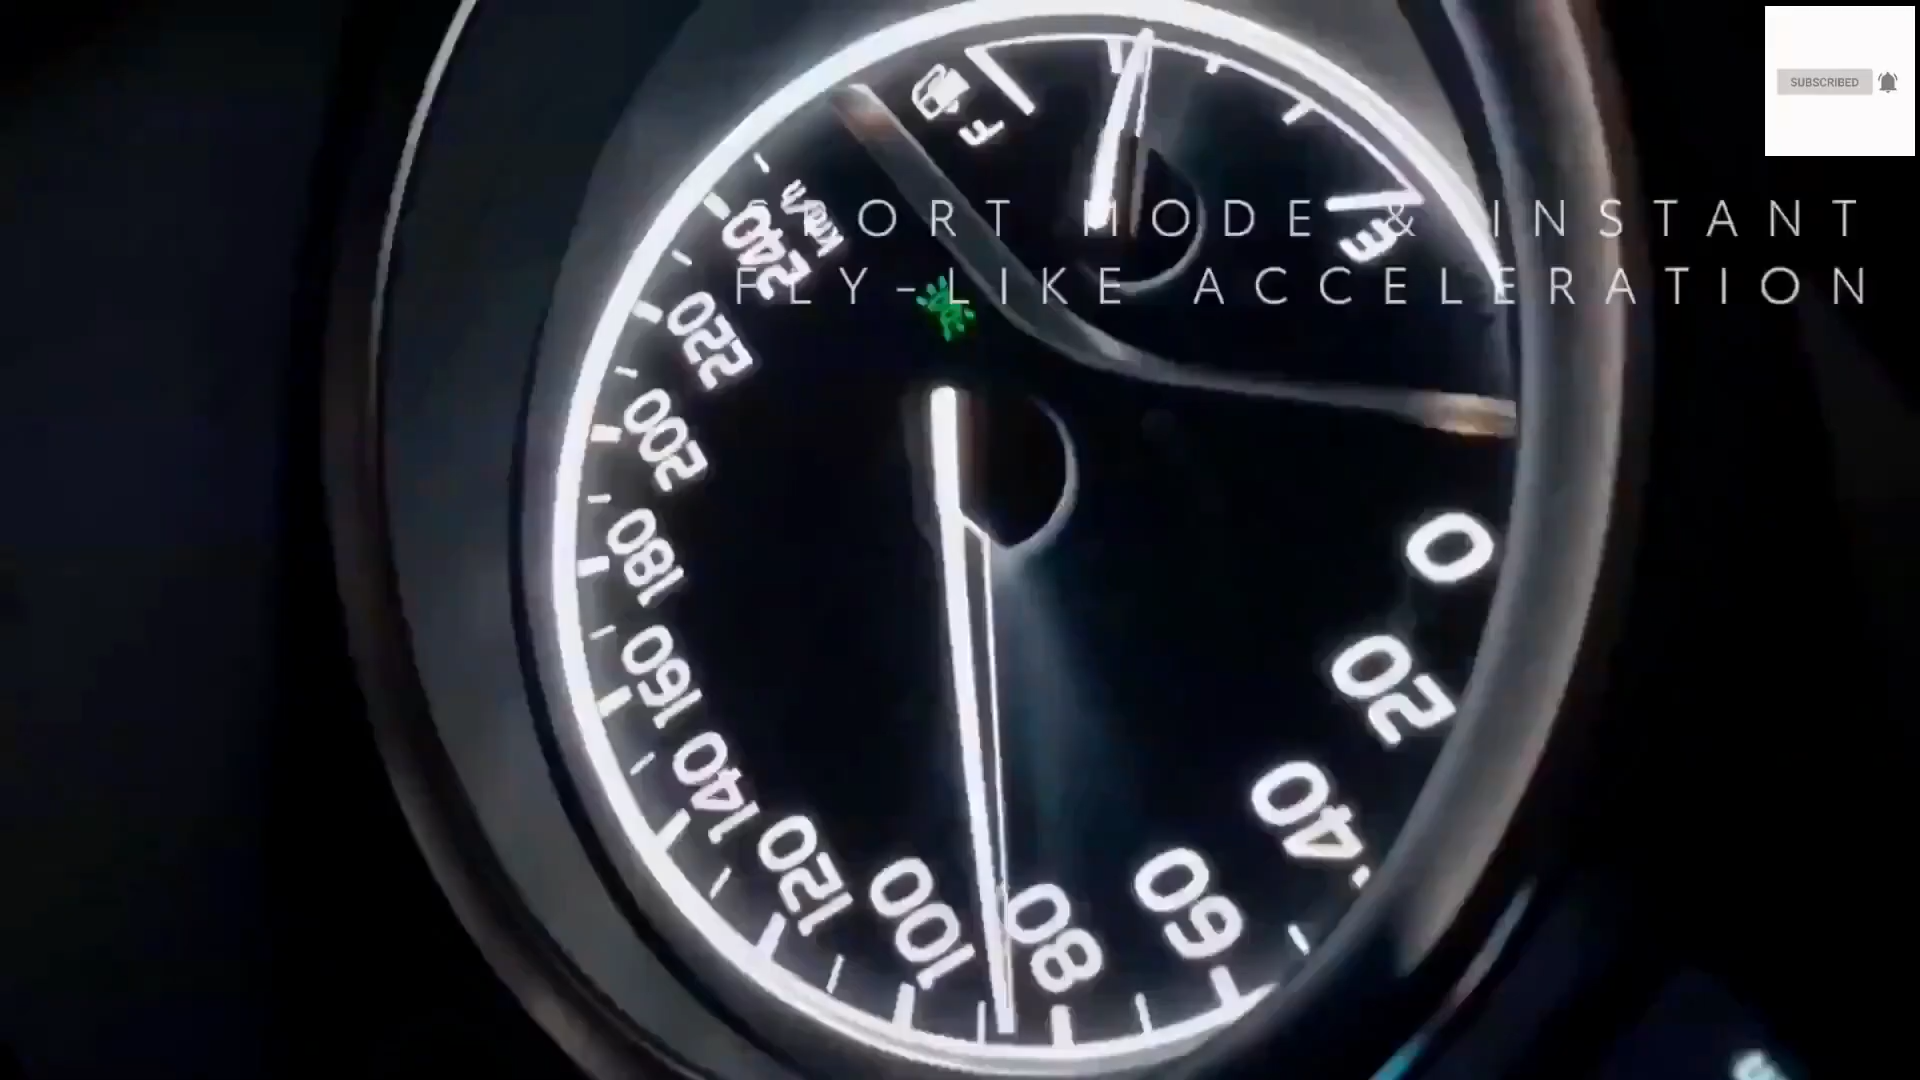 SUBSCRIBED
SPORT MODE & INSTANT
FLY-LIKE ACCELERATION
F
E
km/h
240
220
200
180
160
140
120
100
80
60
40
20
0